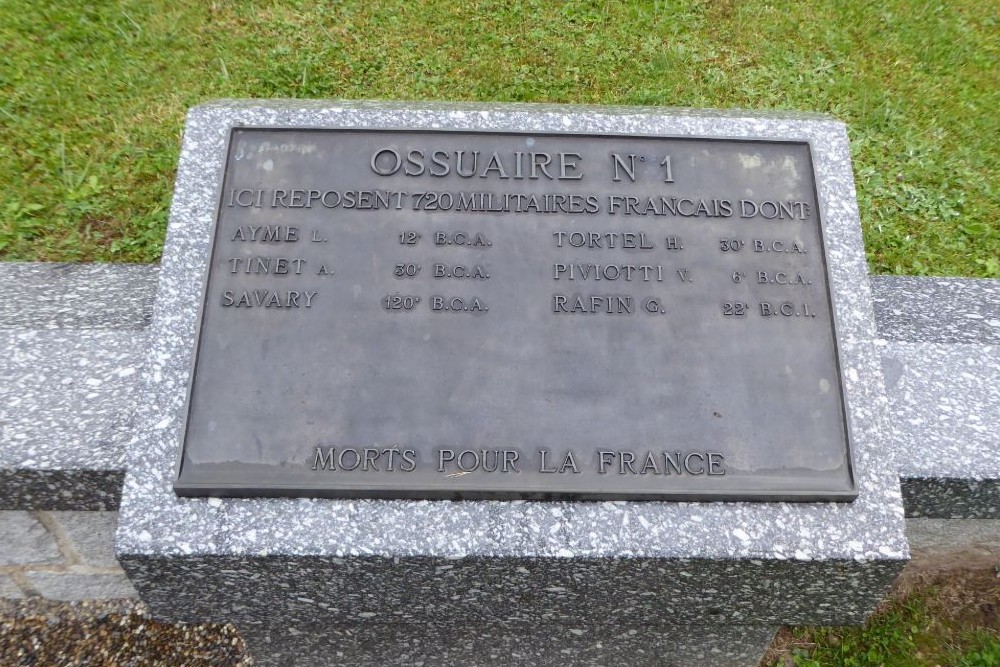 OSSUAIRE N° 1
ICI REPOSENT 720 MILITAIRES FRANCAIS DONT
AYME L. 12e B.C.A. TORTEL H. 30e B.C.A.
TINET A. 30e B.C.A. PIVIOTTI V. 6e B.C.A.
SAVARY 120e B.C.A. RAFIN G. 22e B.C.I.
MORTS POUR LA FRANCE